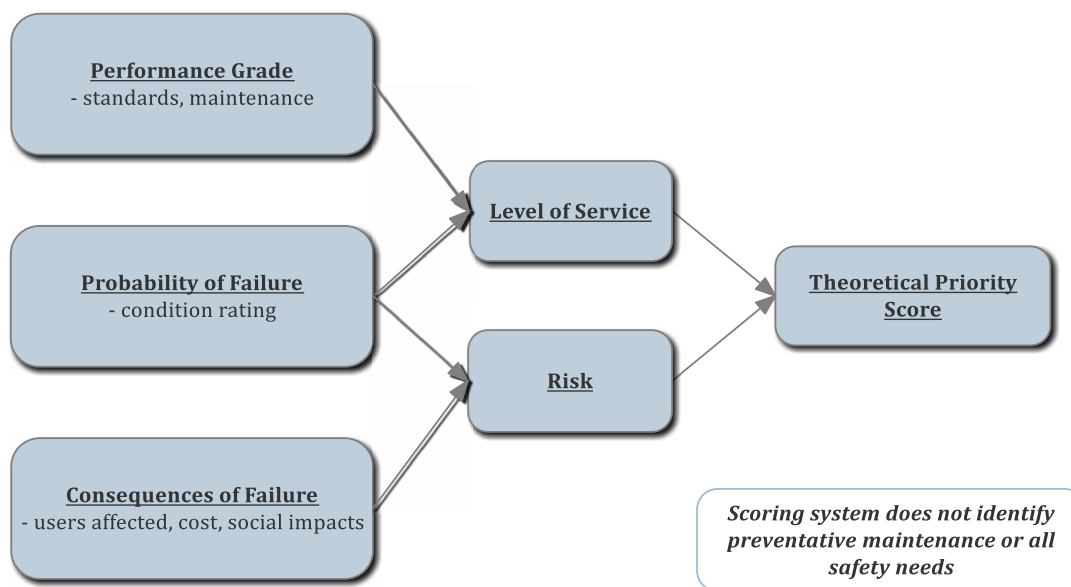 Performance Grade
- standards, maintenance
Probability of Failure
- condition rating
Consequences of Failure
- users affected, cost, social impacts
Level of Service
Risk
Theoretical Priority
Score
Scoring system does not identify
preventative maintenance or all
safety needs